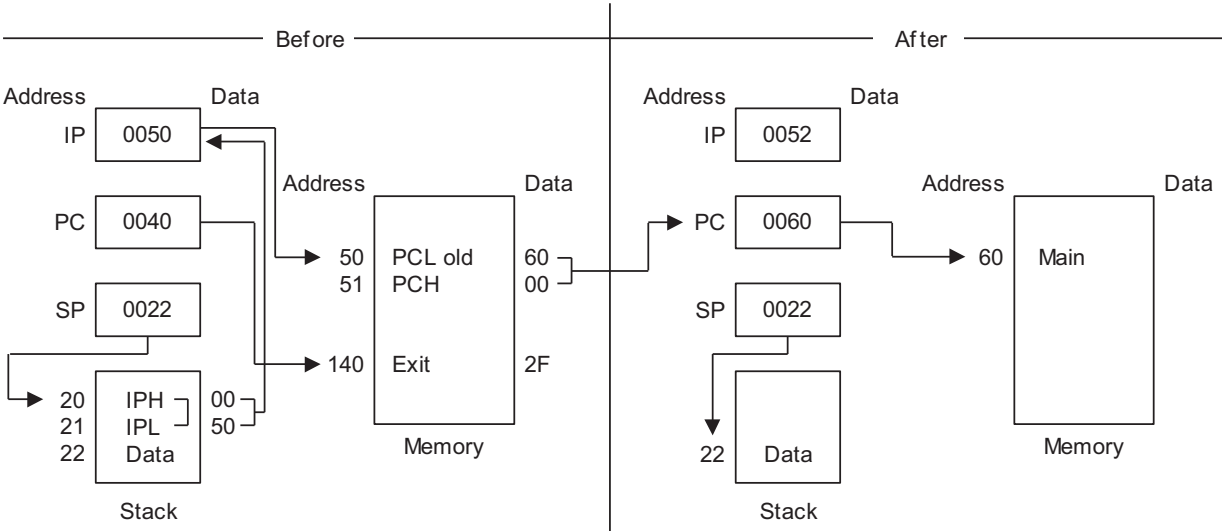 Before
Address Data
IP 0050
PC 0040
SP 0022
20 IPH 00
21 IPL 50
22 Data
Stack
Address Data
50 PCL old 60
51 PCH 00
140 Exit 2F
Memory
After
Address Data
IP 0052
PC 0060
SP 0022
22 Data
Stack
Address Data
60 Main
Memory